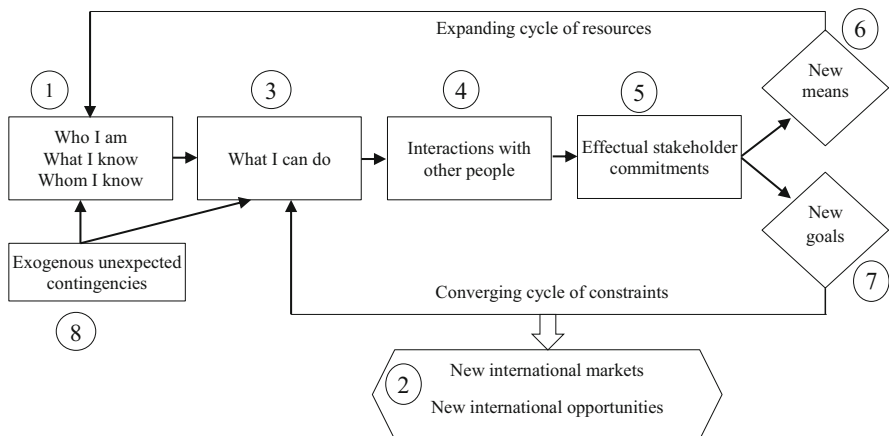 Expanding cycle of resources
6
New
means
1
3
4
5
Who I am
What I know
Whom I know
What I can do
Interactions with
other people
Effectual stakeholder
commitments
New
goals
Exogenous unexpected
contingencies
8
Converging cycle of constraints
7
2
New international markets
New international opportunities